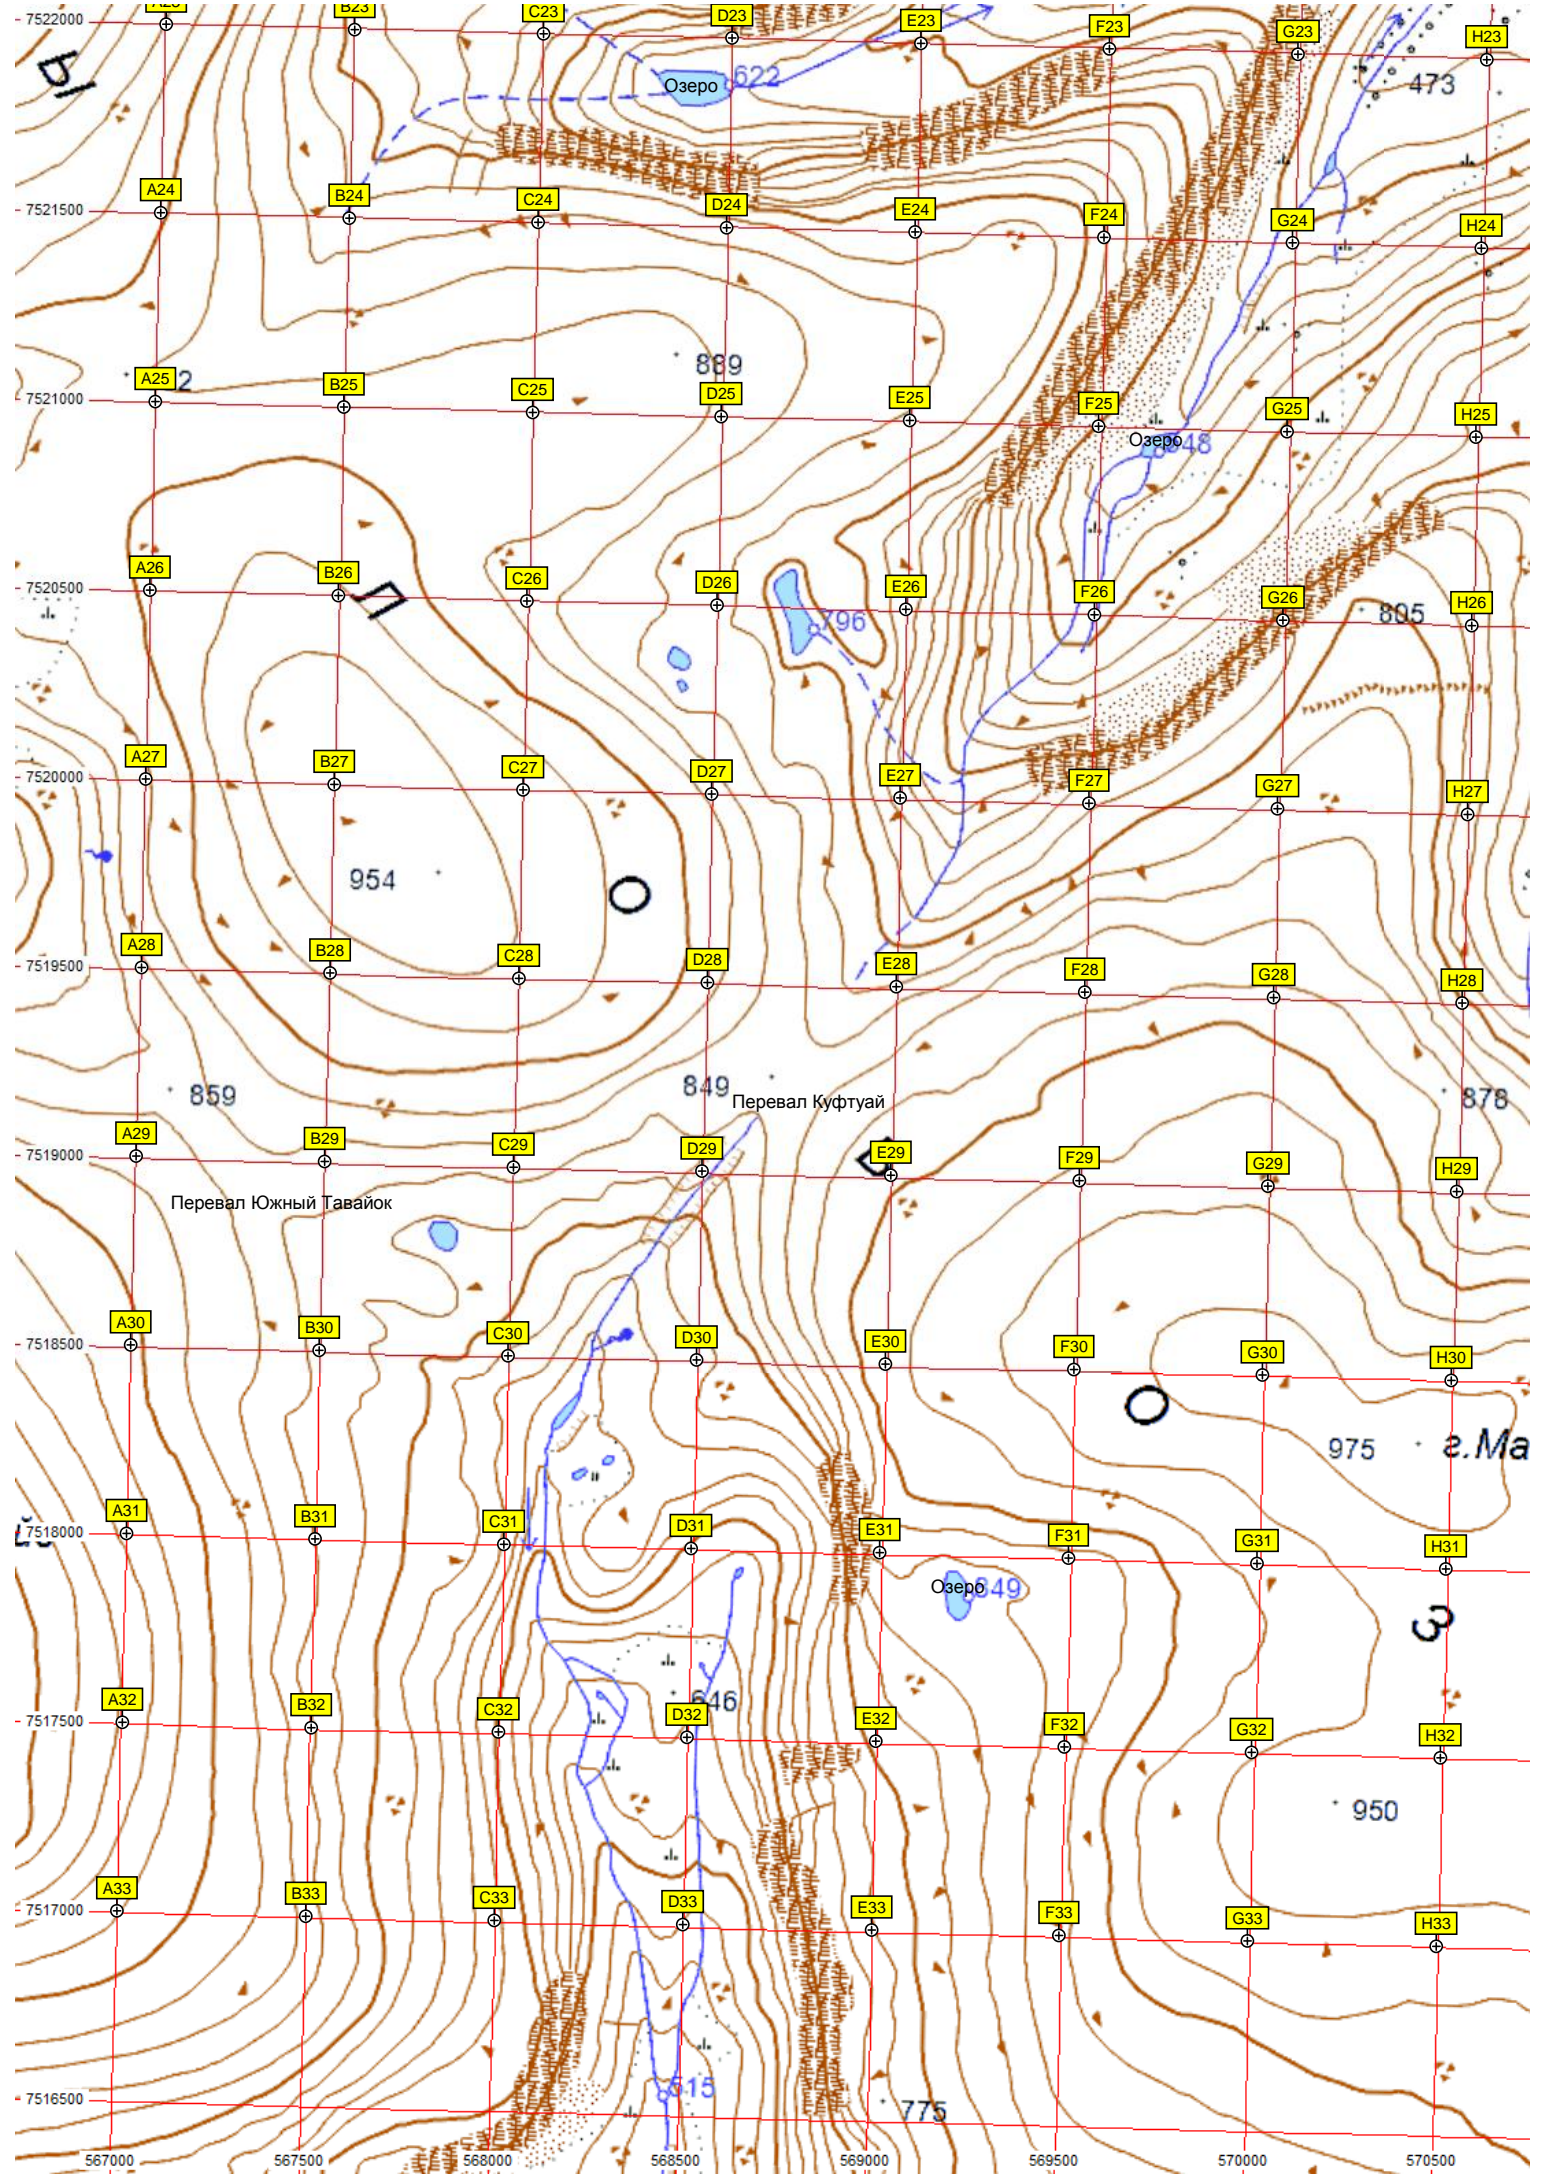 7522000
A23 B23 C23 D23 E23 F23 G23 H23
Озеро 622 473
Ы
A24 B24 C24 D24 E24 F24 G24 H24
7521500
889
A25 B25 C25 D25 E25 F25 G25 H25
7521000
2
Озеро 48
A26 B26 C26 D26 E26 F26 G26 H26
7520500
Л 796 805
A27 B27 C27 D27 E27 F27 G27 H27
7520000
954 О
A28 B28 C28 D28 E28 F28 G28 H28
7519500
859 849 878
Перевал Куфтуай
A29 B29 C29 D29 E29 F29 G29 H29
7519000
Перевал Южный Тавайок
A30 B30 C30 D30 E30 F30 G30 H30
7518500
О
975 г.Ма
A31 B31 C31 D31 E31 F31 G31 H31
7518000
Озеро 849
З
646
A32 B32 C32 D32 E32 F32 G32 H32
7517500
950
A33 B33 C33 D33 E33 F33 G33 H33
7517000
515
7516500
775
567000 567500 568000 568500 569000 569500 570000 570500